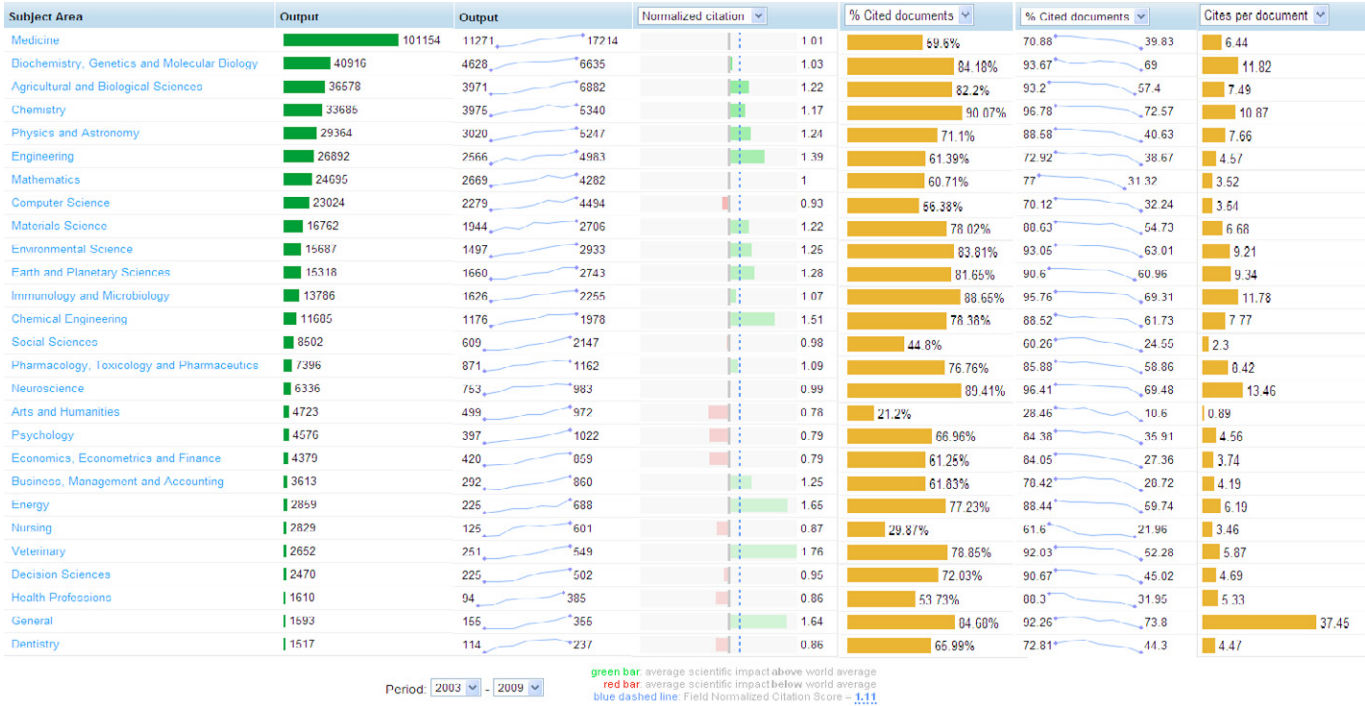 Subject Area Output Output Normalized citation % Cited documents % Cited documents Cites per document
Medicine 101154 11271 17214 1.01 69.6% 70.88 39.83 6.44
Biochemistry, Genetics and Molecular Biology 40916 4628 6635 1.03 84.18% 93.67 69 11.82
Agricultural and Biological Sciences 36578 3971 6882 1.22 82.2% 93.2 57.4 7.49
Chemistry 33685 3975 5340 1.17 90.07% 96.78 72.57 10.87
Physics and Astronomy 29364 3020 5247 1.24 71.1% 88.58 40.63 7.66
Engineering 26892 2566 4983 1.39 61.39% 72.92 38.67 4.57
Mathematics 24695 2669 4282 1 60.71% 77 31.32 3.52
Computer Science 23024 2279 4494 0.93 56.38% 70.12 32.24 3.64
Materials Science 16762 1944 2706 1.22 78.02% 88.63 54.73 6.68
Environmental Science 15687 1497 2933 1.25 83.81% 93.05 63.01 9.21
Earth and Planetary Sciences 15318 1660 2743 1.28 81.65% 90.6 60.96 9.34
Immunology and Microbiology 13786 1626 2255 1.07 88.65% 95.76 69.31 11.78
Chemical Engineering 11685 1176 1978 1.51 78.38% 88.52 61.73 7.77
Social Sciences 8502 609 2147 0.98 44.8% 60.26 24.55 2.3
Pharmacology, Toxicology and Pharmaceutics 7396 871 1162 1.09 76.76% 85.88 58.86 8.42
Neuroscience 6336 753 983 0.99 89.41% 96.41 69.48 13.46
Arts and Humanities 4723 499 972 0.78 21.2% 28.46 10.6 0.89
Psychology 4576 397 1022 0.79 66.96% 84.38 35.91 4.56
Economics, Econometrics and Finance 4379 420 859 0.79 61.25% 84.05 27.36 3.74
Business, Management and Accounting 3613 292 860 1.25 61.83% 78.42 28.72 4.19
Energy 2859 225 688 1.65 77.23% 88.44 59.74 6.19
Nursing 2829 125 601 0.87 29.87% 61.6 21.96 3.46
Veterinary 2652 251 549 1.76 78.85% 92.03 52.28 5.87
Decision Sciences 2470 225 502 0.95 72.03% 90.67 45.02 4.69
Health Professions 1610 94 385 0.86 53.73% 88.3 31.95 5.33
General 1593 155 355 1.64 84.68% 92.26 73.8 37.45
Dentistry 1517 114 237 0.86 65.99% 72.81 44.3 4.47
green bar: average scientific impact above world average
red bar: average scientific impact below world average
Period: 2003 - 2009
blue dashed line: Field Normalized Citation Score – 1.11